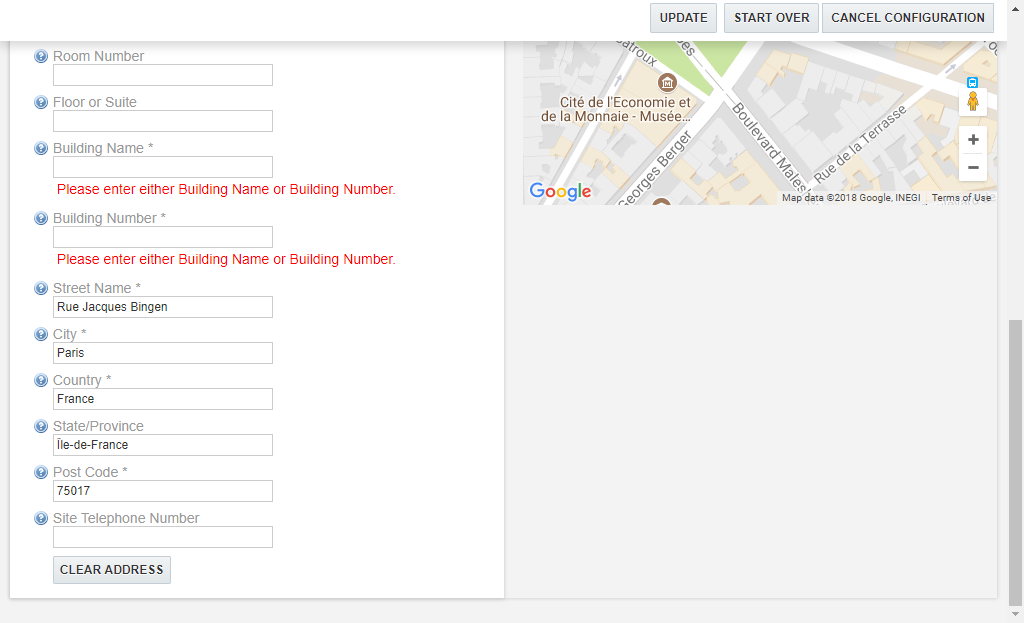 UPDATE START OVER CANCEL CONFIGURATION
Room Number
Floor or Suite
Building Name *
Please enter either Building Name or Building Number.
Building Number *
Please enter either Building Name or Building Number.
Street Name *
Rue Jacques Bingen
City *
Paris
Country *
France
State/Province
Île-de-France
Post Code *
75017
Site Telephone Number
CLEAR ADDRESS
Cité de l'Economie et
de la Monnaie - Musée...
Boulevard Males
Rue de la Terrasse
Georges Berger
Google
Map data ©2018 Google, INEGI Terms of Use